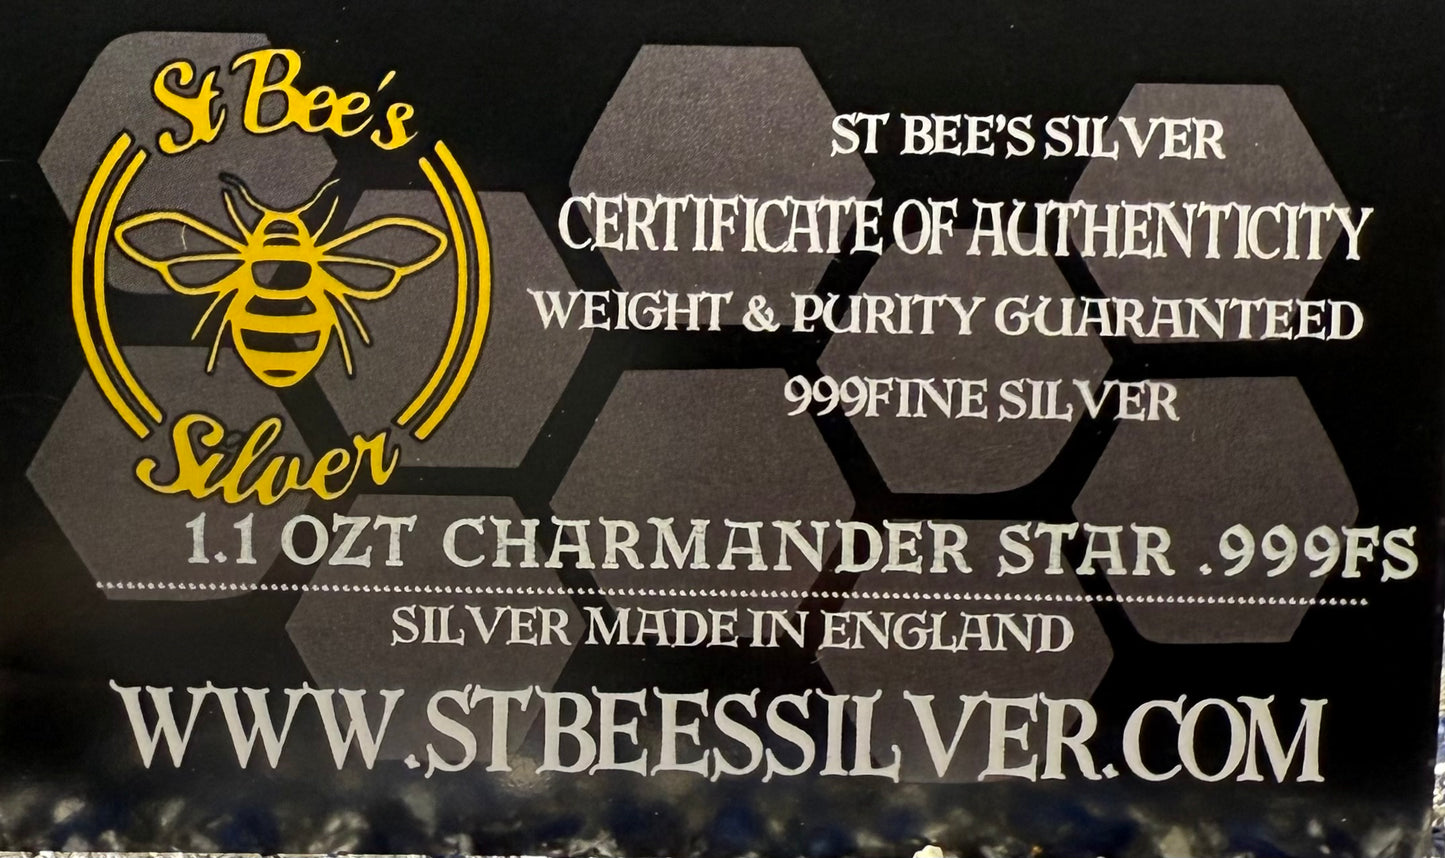 St Bee's
Silver
ST BEE'S SILVER
CERTIFICATE OF AUTHENTICITY
WEIGHT & PURITY GUARANTEED
999FINE SILVER
1.1 OZT CHARMANDER STAR .999FS
SILVER MADE IN ENGLAND
WWW.STBEESSILVER.COM